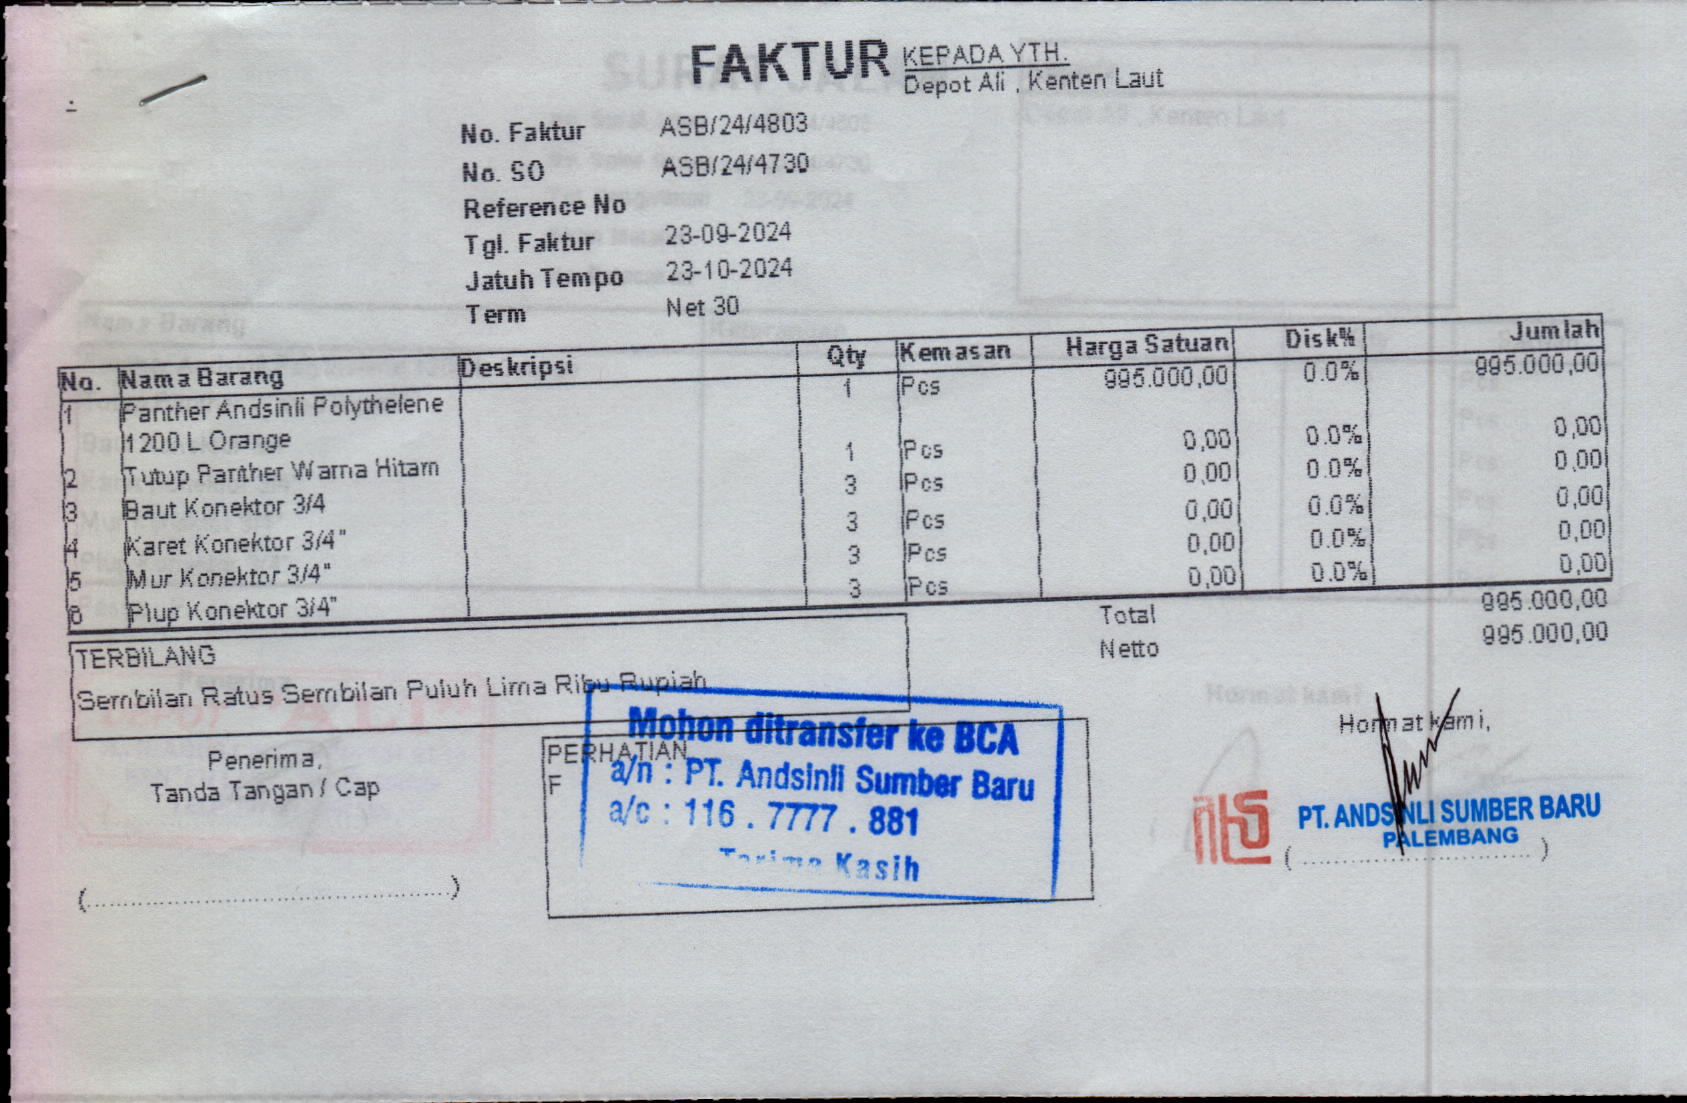 FAKTUR
KEPADA YTH.
Depot Ali , Kenten Laut
No. Faktur ASB/24/4803
No. SO ASB/24/4730
Reference No
Tgl. Faktur 23-09-2024
Jatuh Tempo 23-10-2024
Term Net 30
No. Nama Barang Deskripsi Qty Kemasan Harga Satuan Disk% Jumlah
1 Panther Andsinli Polythelene 1 Pcs 995.000,00 0.0% 995.000,00
1200 L Orange
2 Tutup Panther Warna Hitam 1 Pcs 0,00 0.0% 0,00
3 Baut Konektor 3/4 3 Pcs 0,00 0.0% 0,00
4 Karet Konektor 3/4" 3 Pcs 0,00 0.0% 0,00
5 Mur Konektor 3/4" 3 Pcs 0,00 0.0% 0,00
6 Plup Konektor 3/4" 3 Pcs 0,00 0.0% 0,00
Total 995.000,00
Netto 995.000,00
TERBILANG
Sembilan Ratus Sembilan Puluh Lima Ribu Rupiah
Penerima,
Tanda Tangan / Cap
(..............................................)
PERHATIAN
F
Mohon ditransfer ke BCA
a/n : PT. Andsinli Sumber Baru
a/c : 116 . 7777 . 881
Terima Kasih
Hormat kami,
PT. ANDSINLI SUMBER BARU
PALEMBANG
(..............................)